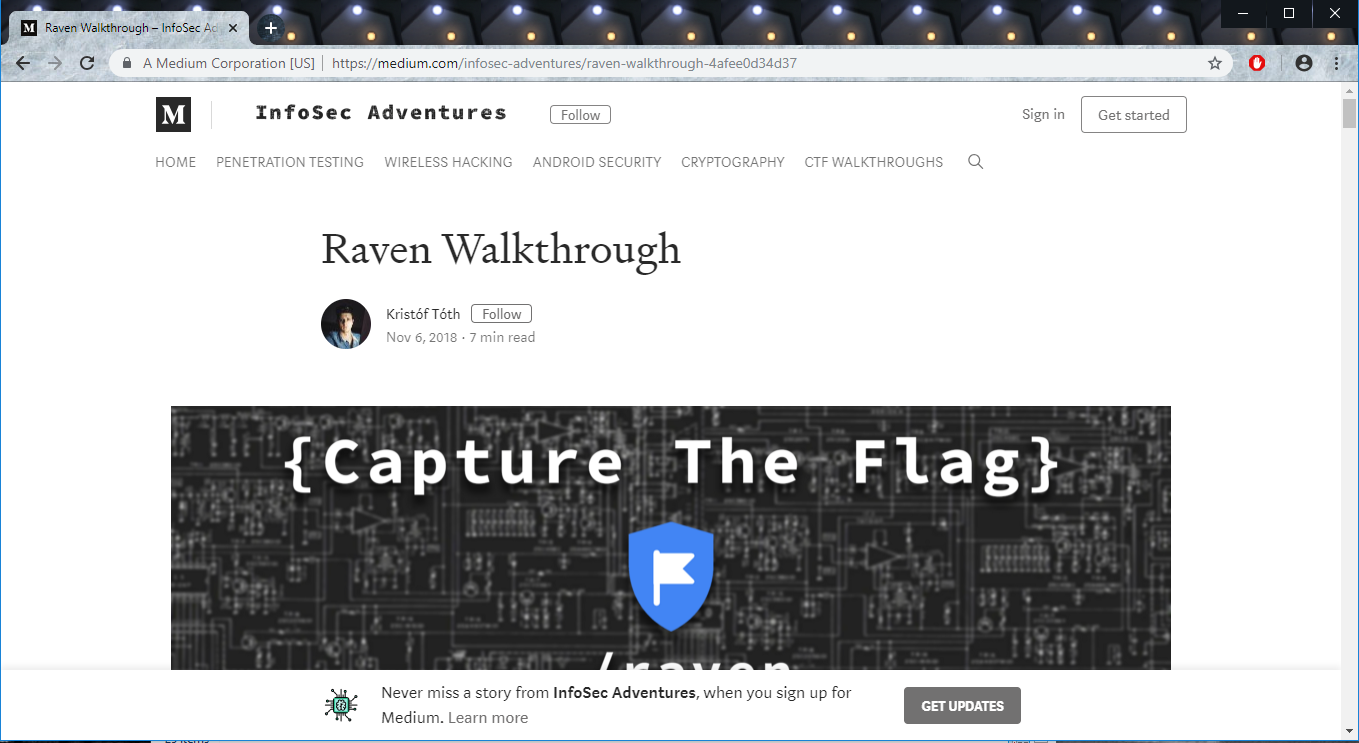 Raven Walkthrough – InfoSec Ad
A Medium Corporation [US] | https://medium.com/infosec-adventures/raven-walkthrough-4afee0d34d37
M InfoSec Adventures Follow Sign in Get started
HOME PENETRATION TESTING WIRELESS HACKING ANDROID SECURITY CRYPTOGRAPHY CTF WALKTHROUGHS
Raven Walkthrough
Kristóf Tóth Follow
Nov 6, 2018 · 7 min read
{Capture The Flag}
/raven
Never miss a story from InfoSec Adventures, when you sign up for
Medium. Learn more
GET UPDATES